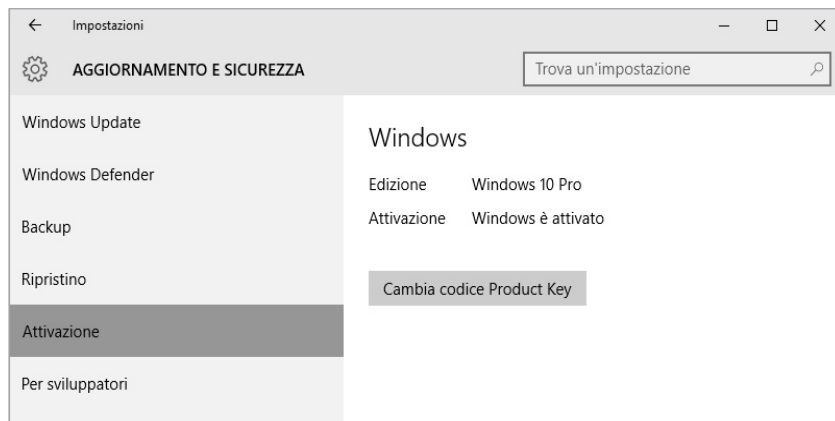 Impostazioni
AGGIORNAMENTO E SICUREZZA
Trova un'impostazione
Windows Update
Windows Defender
Backup
Ripristino
Attivazione
Per sviluppatori
Windows
Edizione Windows 10 Pro
Attivazione Windows è attivato
Cambia codice Product Key